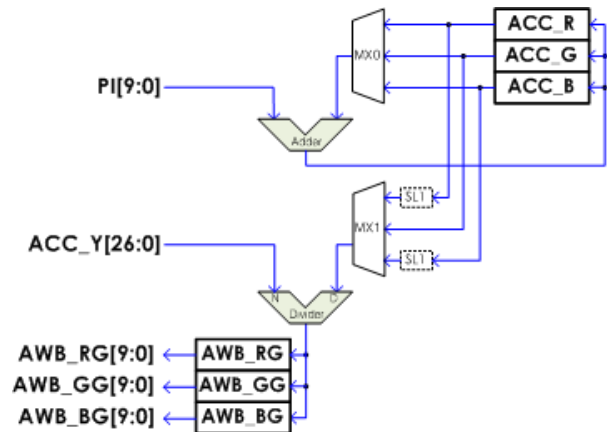 ACC_R
MX0
ACC_G
PI[9:0]
ACC_B
Adder
SL1
MX1
ACC_Y[26:0]
SL1
N
D
Divider
AWB_RG[9:0]
AWB_RG
AWB_GG[9:0]
AWB_GG
AWB_BG[9:0]
AWB_BG